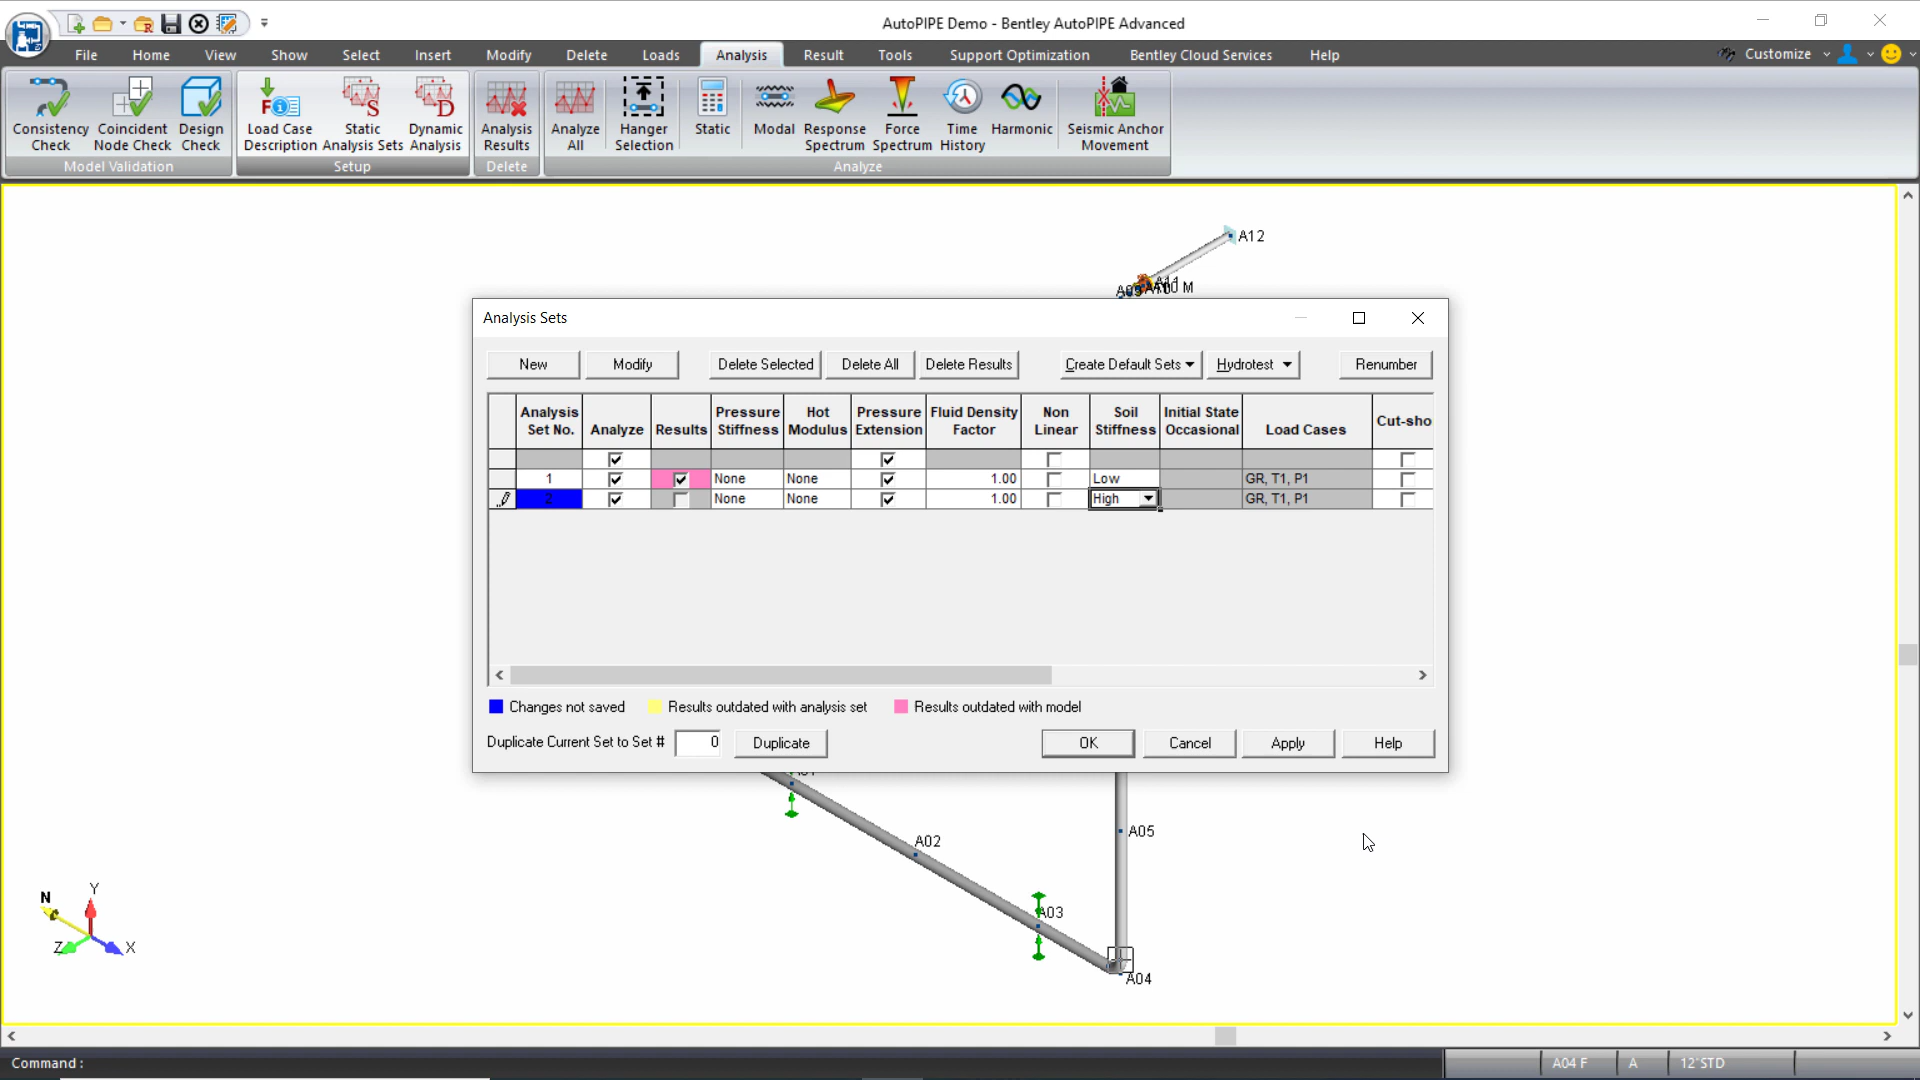 AutoPIPE Demo - Bentley AutoPIPE Advanced
File Home View Show Select Insert Modify Delete Loads Analysis Result Tools Support Optimization Bentley Cloud Services Help Customize
Consistency Check
Coincident Node Check
Design Check
Model Validation
Load Case Description
Static Analysis Sets
Dynamic Analysis
Setup
Analysis Results
Delete
Analyze All
Hanger Selection
Static
Modal
Response Spectrum
Force Spectrum
Time History
Harmonic
Seismic Anchor Movement
Analyze
A12
A11
M
Analysis Sets
New Modify Delete Selected Delete All Delete Results Create Default Sets Hydrotest Renumber
Analysis Set No. Analyze Results Pressure Stiffness Hot Modulus Pressure Extension Fluid Density Factor Non Linear Soil Stiffness Initial State Occasional Load Cases Cut-sho
1 None None 1.00 Low GR, T1, P1
2 None None 1.00 High GR, T1, P1
Changes not saved Results outdated with analysis set Results outdated with model
Duplicate Current Set to Set # 0 Duplicate OK Cancel Apply Help
A05
A02
A03
A04
N
Y
Z
X
Command :
A04 F A 12"STD